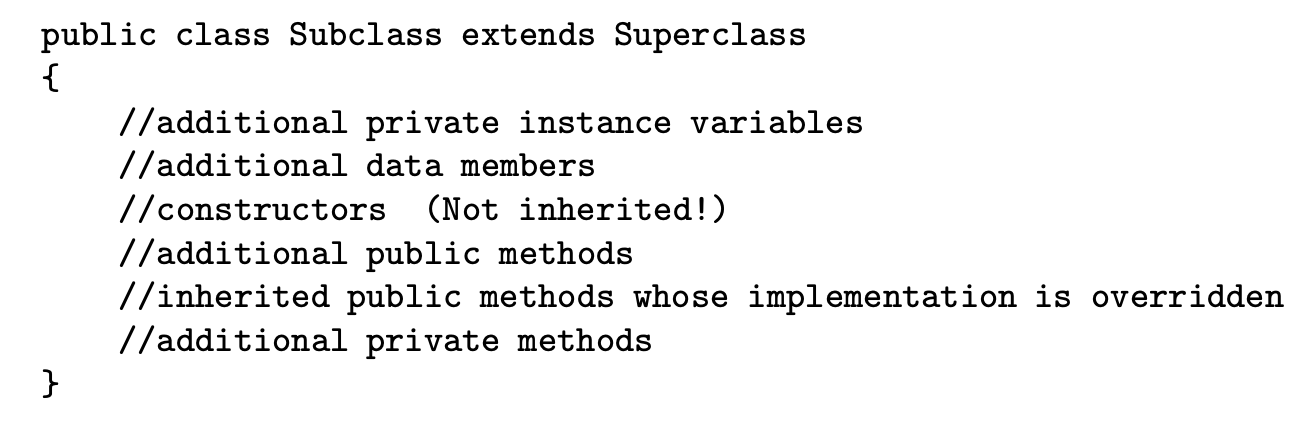 public class Subclass extends Superclass
{
    //additional private instance variables
    //additional data members
    //constructors  (Not inherited!)
    //additional public methods
    //inherited public methods whose implementation is overridden
    //additional private methods
}